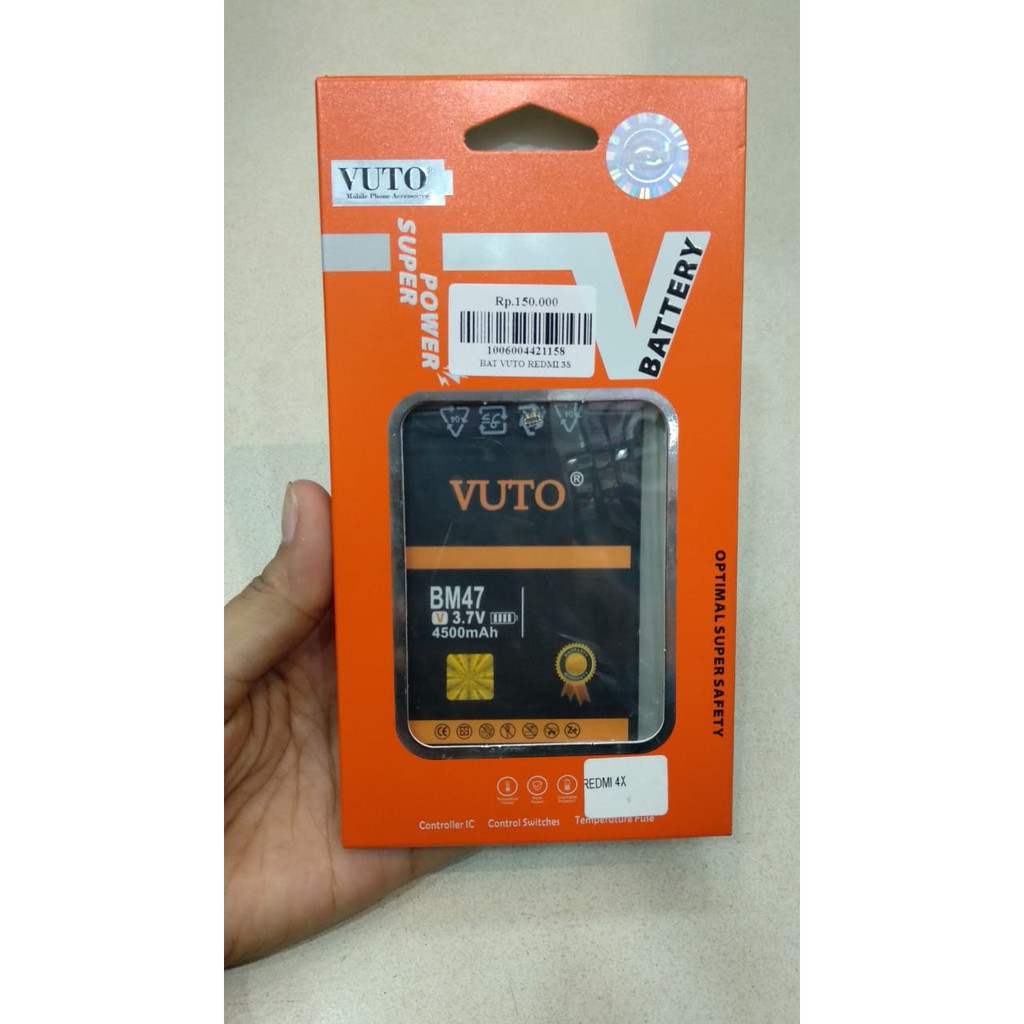 VUTO®
Mobile Phone Accessories
SUPER
POWER
BATTERY
Rp.150.000
1006004421158
BAT VUTO REDMI 3S
VUTO®
BM47
V 3.7V
4500mAh
OPTIMAL SUPER SAFETY
REDMI 4X
Controller IC Control Switches Temperature Fuse